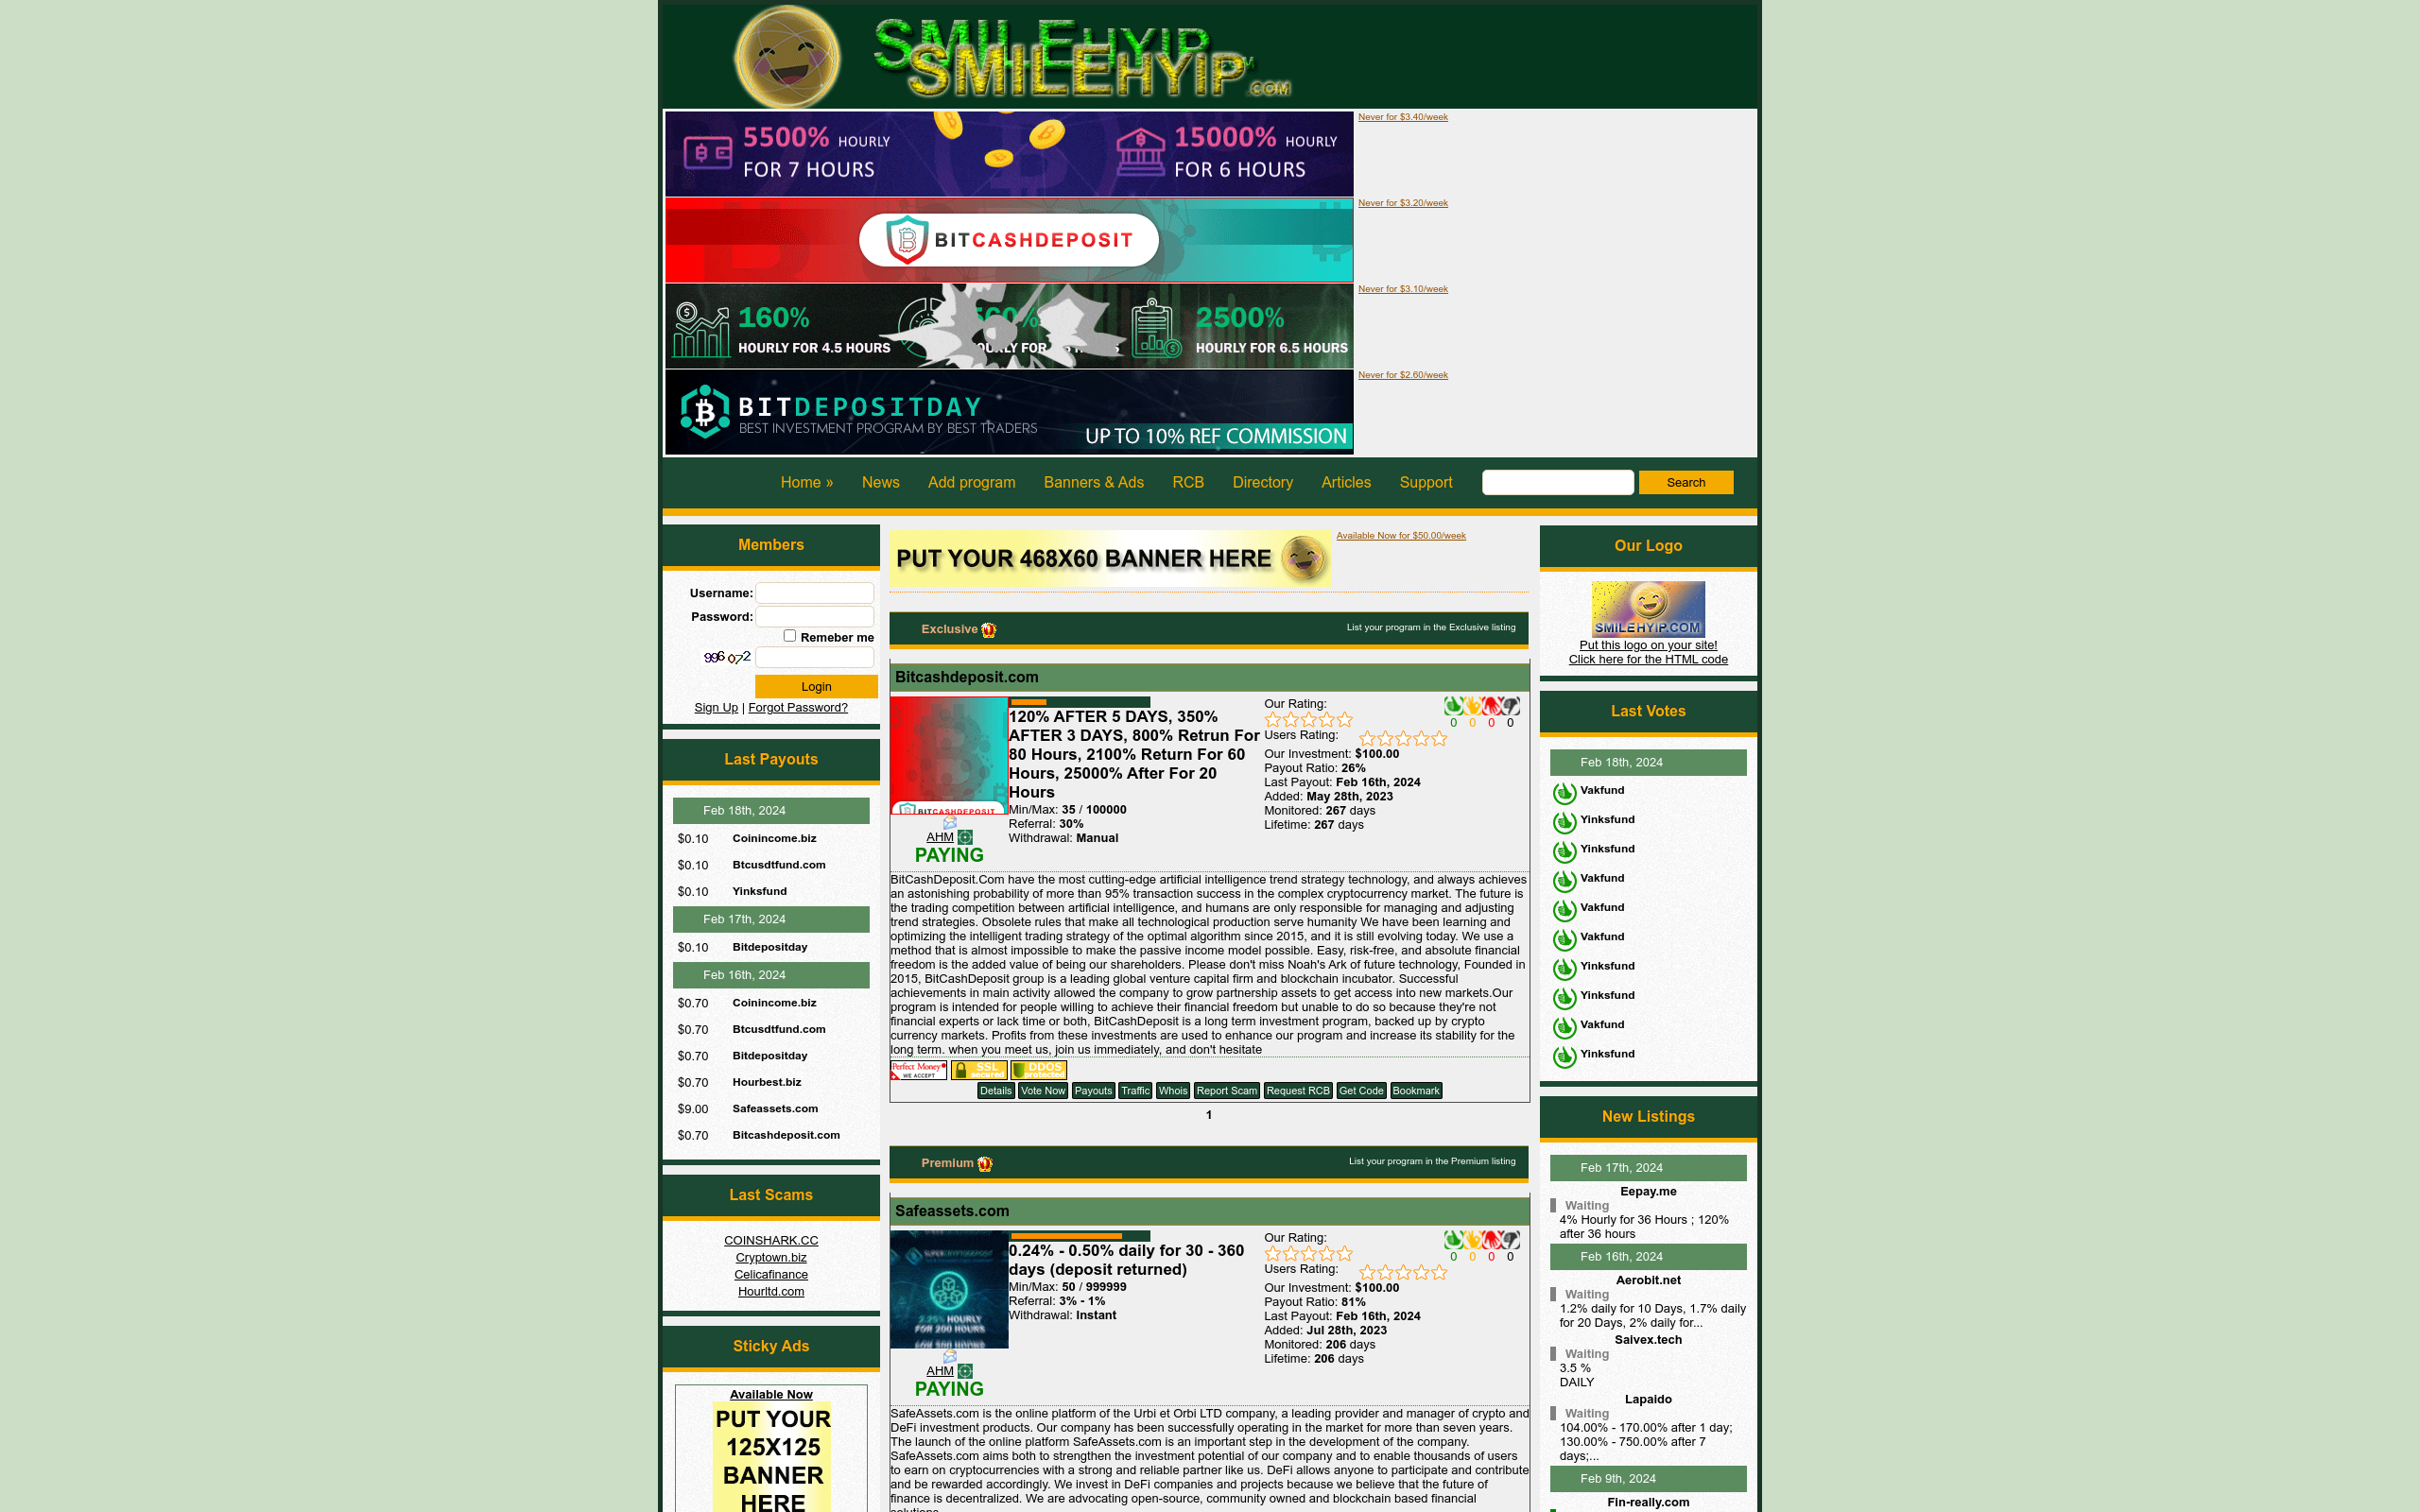 SMILEHYIP
SMILEHYIP.COM
5500% HOURLY
FOR 7 HOURS
15000% HOURLY
FOR 6 HOURS
Never for $3.40/week
BITCASHDEPOSIT
Never for $3.20/week
160%
HOURLY FOR 4.5 HOURS
2500%
HOURLY FOR 6.5 HOURS
Never for $3.10/week
BITDEPOSITDAY
BEST INVESTMENT PROGRAM BY BEST TRADERS
UP TO 10% REF COMMISSION
Never for $2.60/week
Home » News Add program Banners & Ads RCB Directory Articles Support Search
Members
Username:
Password:
Remeber me
996072
Login
Sign Up | Forgot Password?
Last Payouts
Feb 18th, 2024
$0.10 Coinincome.biz
$0.10 Btcusdtfund.com
$0.10 Yinksfund
Feb 17th, 2024
$0.10 Bitdepositday
Feb 16th, 2024
$0.70 Coinincome.biz
$0.70 Btcusdtfund.com
$0.70 Bitdepositday
$0.70 Hourbest.biz
$9.00 Safeassets.com
$0.70 Bitcashdeposit.com
Last Scams
COINSHARK.CC
Cryptown.biz
Celicafinance
Hourltd.com
Sticky Ads
Available Now
PUT YOUR
125X125
BANNER
HERE
PUT YOUR 468X60 BANNER HERE
Available Now for $50.00/week
Exclusive
List your program in the Exclusive listing
Bitcashdeposit.com
BITCASHDEPOSIT
AHM
PAYING
120% AFTER 5 DAYS, 350%
AFTER 3 DAYS, 800% Retrun For
80 Hours, 2100% Return For 60
Hours, 25000% After For 20
Hours
Min/Max: 35 / 100000
Referral: 30%
Withdrawal: Manual
Our Rating:
Users Rating:
Our Investment: $100.00
Payout Ratio: 26%
Last Payout: Feb 16th, 2024
Added: May 28th, 2023
Monitored: 267 days
Lifetime: 267 days
0 0 0 0
BitCashDeposit.Com have the most cutting-edge artificial intelligence trend strategy technology, and always achieves
an astonishing probability of more than 95% transaction success in the complex cryptocurrency market. The future is
the trading competition between artificial intelligence, and humans are only responsible for managing and adjusting
trend strategies. Obsolete rules that make all technological production serve humanity We have been learning and
optimizing the intelligent trading strategy of the optimal algorithm since 2015, and it is still evolving today. We use a
method that is almost impossible to make the passive income model possible. Easy, risk-free, and absolute financial
freedom is the added value of being our shareholders. Please don't miss Noah's Ark of future technology, Founded in
2015, BitCashDeposit group is a leading global venture capital firm and blockchain incubator. Successful
achievements in main activity allowed the company to grow partnership assets to get access into new markets.Our
program is intended for people willing to achieve their financial freedom but unable to do so because they're not
financial experts or lack time or both, BitCashDeposit is a long term investment program, backed up by crypto
currency markets. Profits from these investments are used to enhance our program and increase its stability for the
long term. when you meet us, join us immediately, and don't hesitate
Perfect Money
WE ACCEPT
SSL
secured
DDOS
protected
Details Vote Now Payouts Traffic Whois Report Scam Request RCB Get Code Bookmark
1
Premium
List your program in the Premium listing
Safeassets.com
2.25% HOURLY
FOR 200 HOURS
AHM
PAYING
0.24% - 0.50% daily for 30 - 360
days (deposit returned)
Min/Max: 50 / 999999
Referral: 3% - 1%
Withdrawal: Instant
Our Rating:
Users Rating:
Our Investment: $100.00
Payout Ratio: 81%
Last Payout: Feb 16th, 2024
Added: Jul 28th, 2023
Monitored: 206 days
Lifetime: 206 days
0 0 0 0
SafeAssets.com is the online platform of the Urbi et Orbi LTD company, a leading provider and manager of crypto and
DeFi investment products. Our company has been successfully operating in the market for more than seven years.
The launch of the online platform SafeAssets.com is an important step in the development of the company.
SafeAssets.com aims both to strengthen the investment potential of our company and to enable thousands of users
to earn on cryptocurrencies with a strong and reliable partner like us. DeFi allows anyone to participate and contribute
and be rewarded accordingly. We invest in DeFi companies and projects because we believe that the future of
finance is decentralized. We are advocating open-source, community owned and blockchain based financial
Our Logo
SMILEHYIP.COM
Put this logo on your site!
Click here for the HTML code
Last Votes
Feb 18th, 2024
Vakfund
Yinksfund
Yinksfund
Vakfund
Vakfund
Vakfund
Yinksfund
Yinksfund
Vakfund
Yinksfund
New Listings
Feb 17th, 2024
Eepay.me
Waiting
4% Hourly for 36 Hours ; 120%
after 36 hours
Feb 16th, 2024
Aerobit.net
Waiting
1.2% daily for 10 Days, 1.7% daily
for 20 Days, 2% daily for...
Saivex.tech
Waiting
3.5 %
DAILY
Lapaido
Waiting
104.00% - 170.00% after 1 day;
130.00% - 750.00% after 7
days;...
Feb 9th, 2024
Fin-really.com